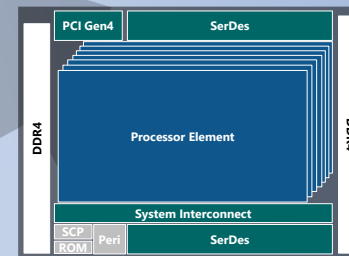 PCI Gen4
SerDes
DDR4
Processor Element
System Interconnect
SCP
ROM
Peri
SerDes